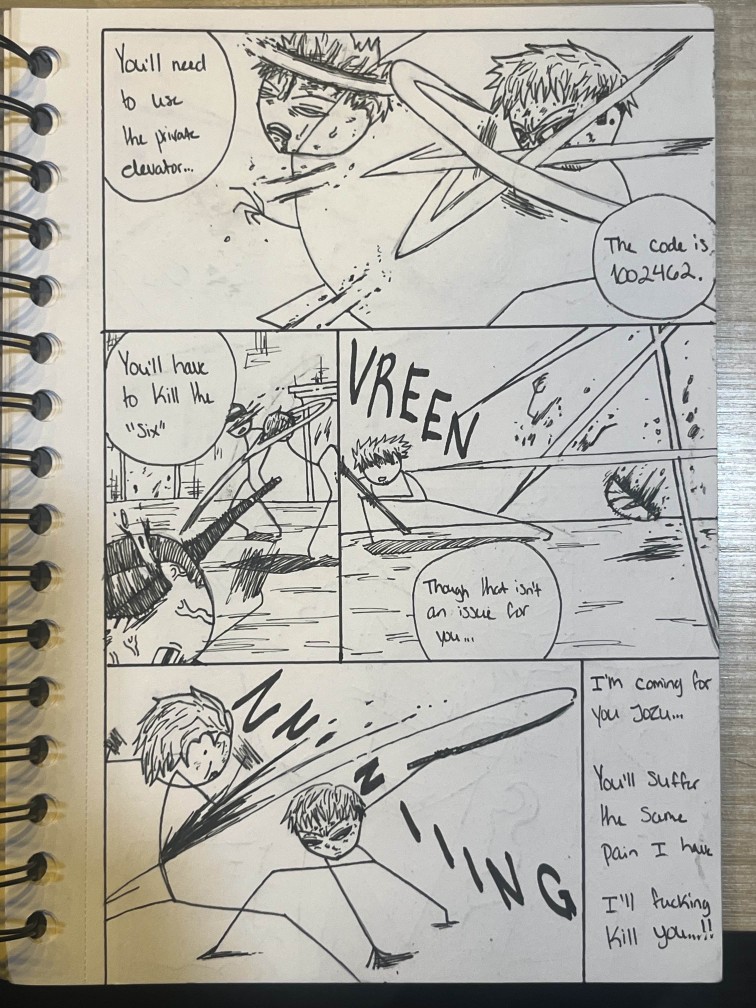 You'll need
to use
the private
elevator...
The code is
1002462.
You'll have
to kill the
"Six"
VREEN
Though that isn't
an issue for
you...
ZN
Z
IIIING
I'm coming for
you Jozu...
You'll suffer
the same
pain I have
I'll fucking
kill you...!!